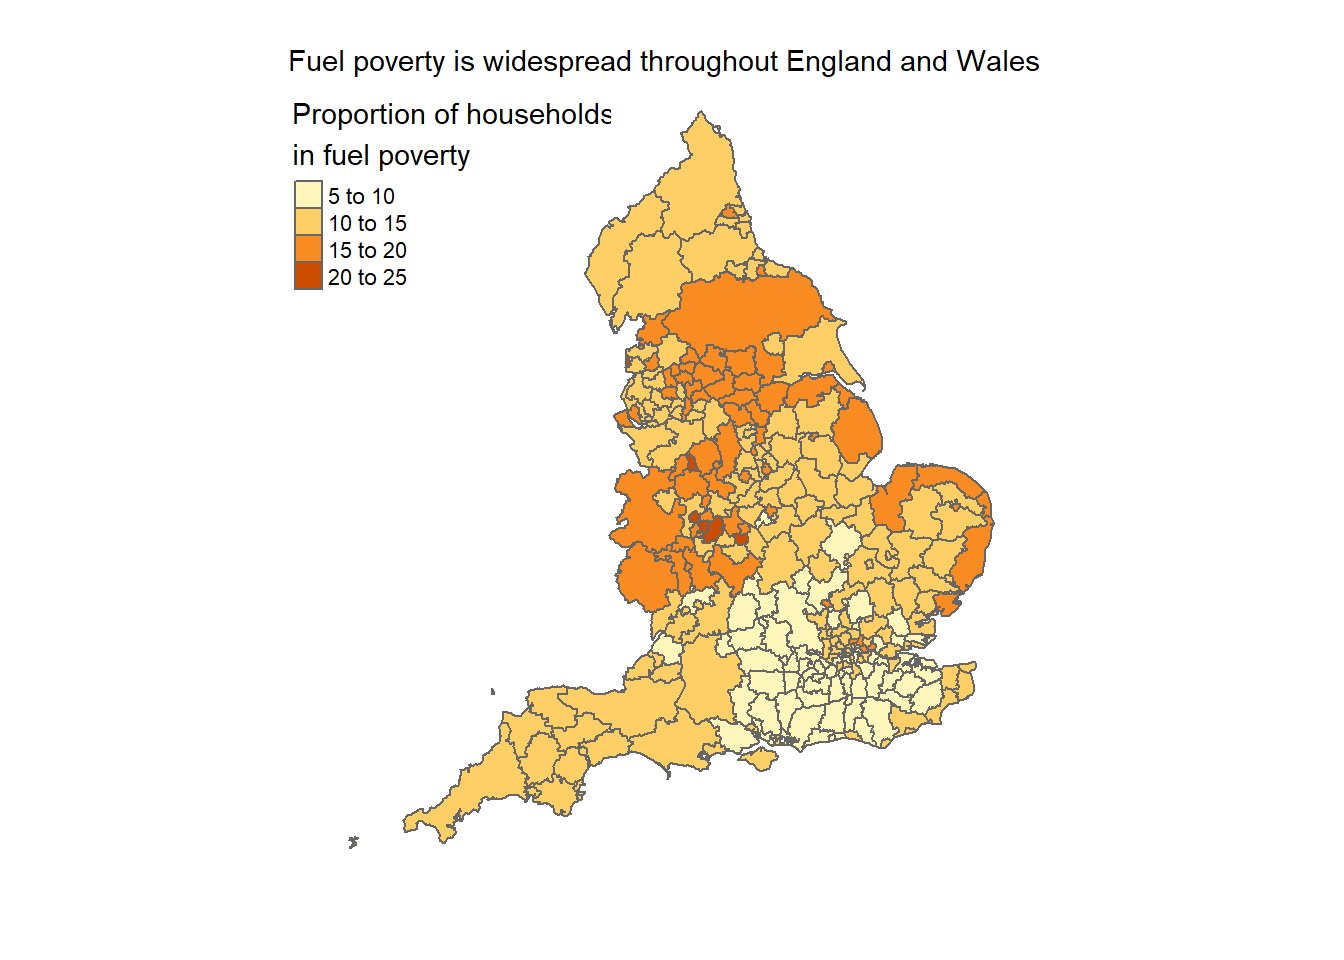 Fuel poverty is widespread throughout England and Wales
Proportion of households
in fuel poverty
5 to 10
10 to 15
15 to 20
20 to 25